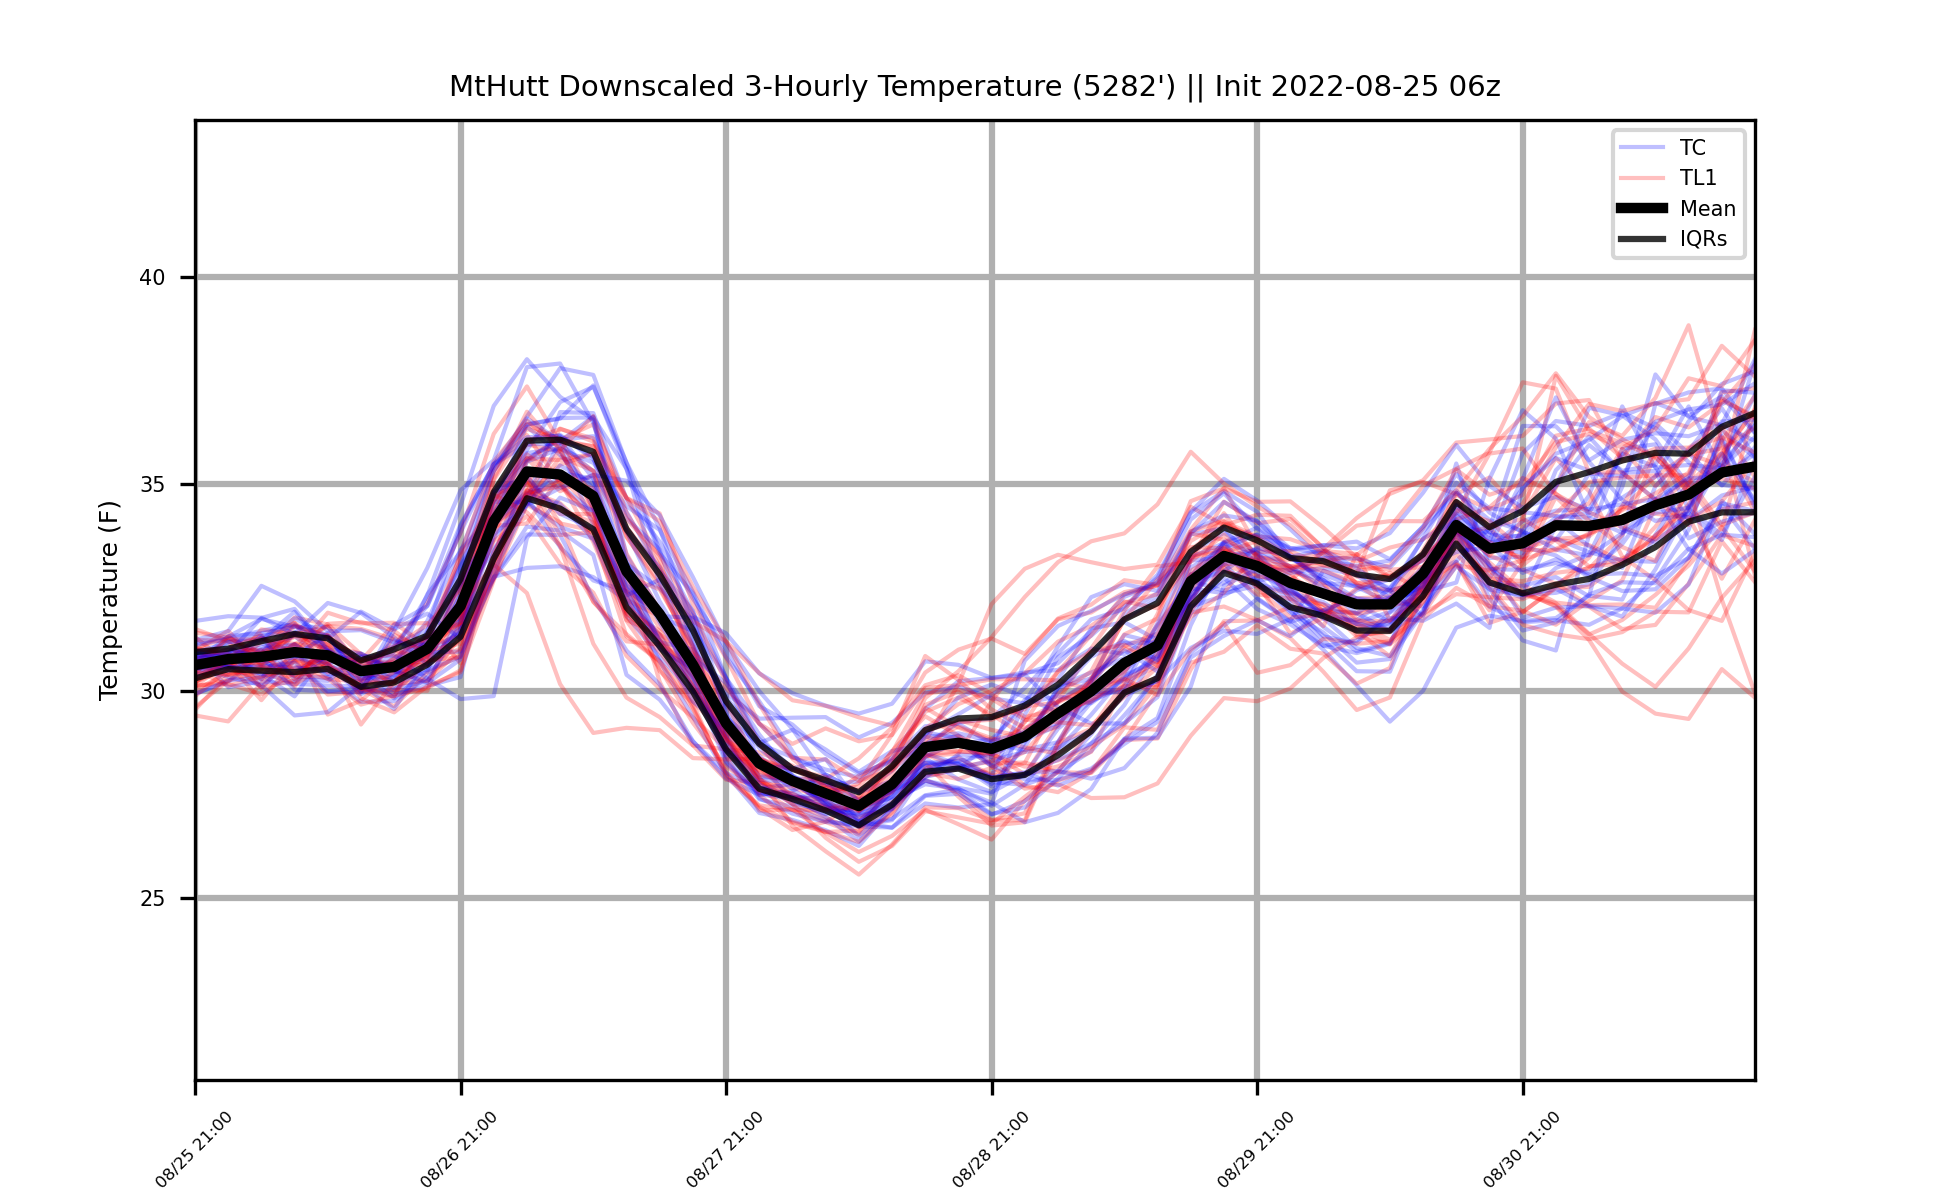 MtHutt Downscaled 3-Hourly Temperature (5282') || Init 2022-08-25 06z
TC
TL1
Mean
IQRs
Temperature (F)
40
35
30
25
08/25 21:00
08/26 21:00
08/27 21:00
08/28 21:00
08/29 21:00
08/30 21:00